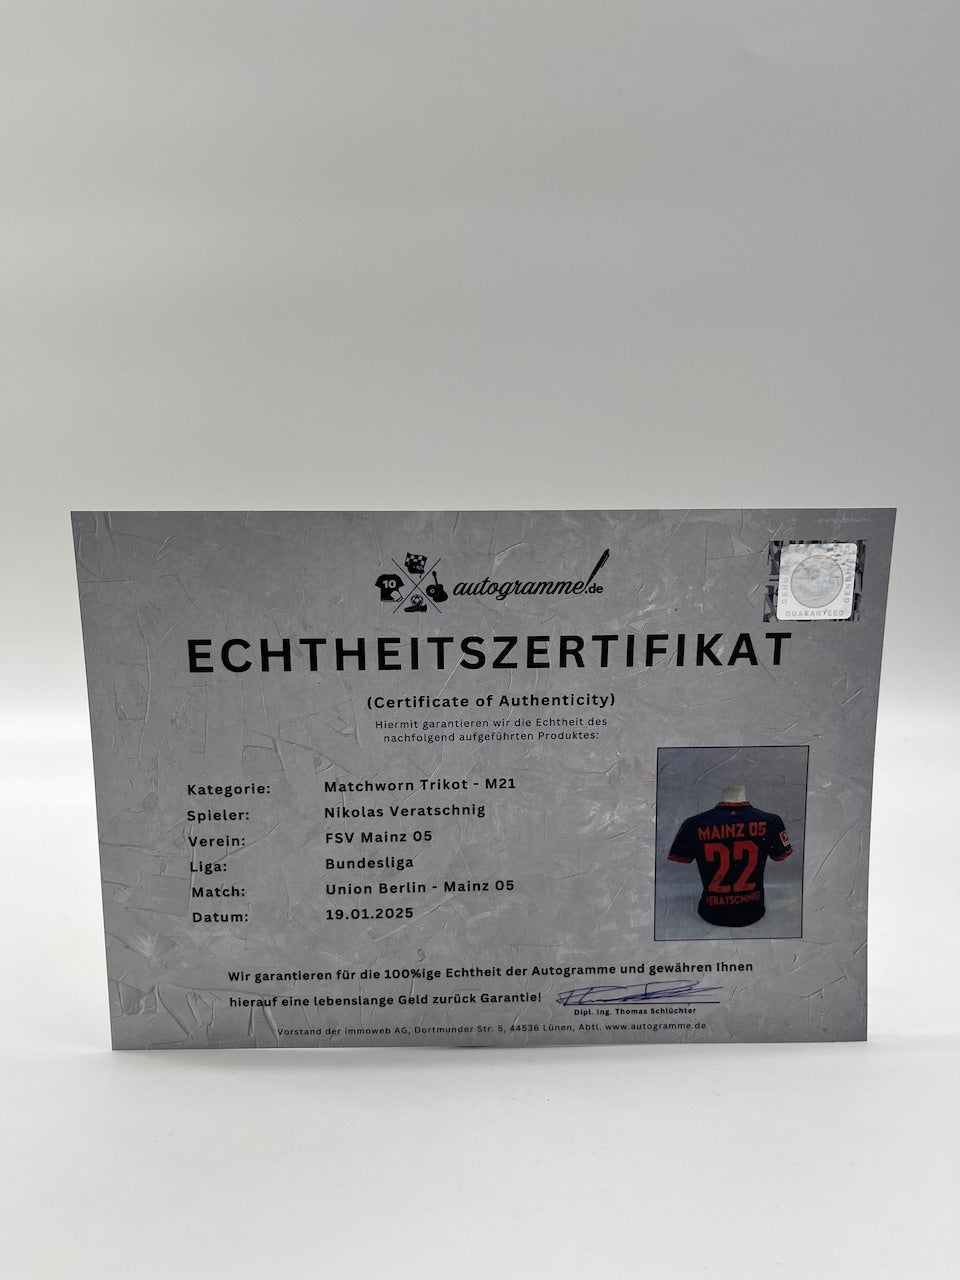 10
autogramme!.de
GUARANTEED
ECHTHEITSZERTIFIKAT
(Certificate of Authenticity)
Hiermit garantieren wir die Echtheit des
nachfolgend aufgeführten Produktes:
Kategorie: Matchworn Trikot - M21
Spieler: Nikolas Veratschnig
Verein: FSV Mainz 05
Liga: Bundesliga
Match: Union Berlin - Mainz 05
Datum: 19.01.2025
MAINZ 05
22
VERATSCHNIG
Wir garantieren für die 100%ige Echtheit der Autogramme und gewähren Ihnen
hierauf eine lebenslange Geld zurück Garantie!
Dipl. Ing. Thomas Schlüchter
Vorstand der immoweb AG, Dortmunder Str. 5, 44536 Lünen, Abtl. www.autogramme.de